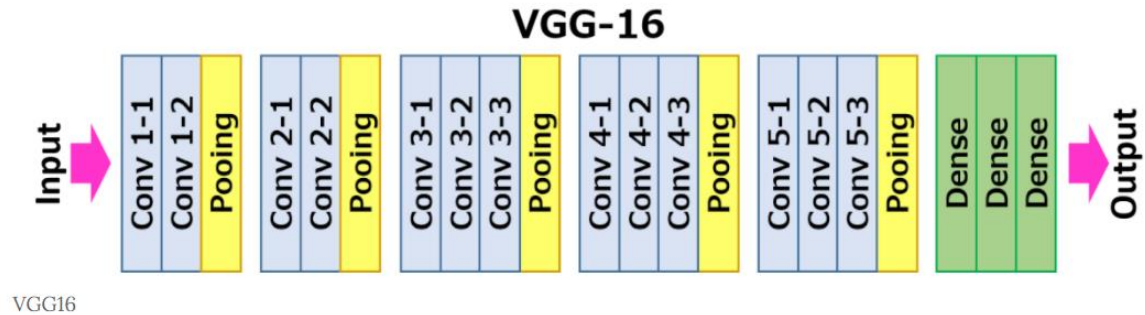 VGG-16
Input
Conv 1-1
Conv 1-2
Pooing
Conv 2-1
Conv 2-2
Pooing
Conv 3-1
Conv 3-2
Conv 3-3
Pooing
Conv 4-1
Conv 4-2
Conv 4-3
Pooing
Conv 5-1
Conv 5-2
Conv 5-3
Pooing
Dense
Dense
Dense
Output
VGG16